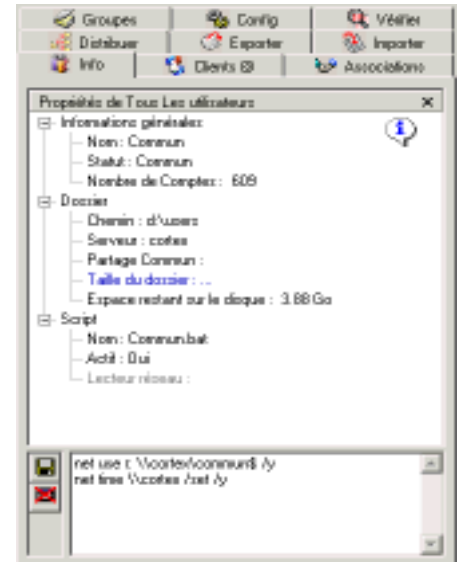 Groupes Config Vérifier
Distribuer Exporter Importer
Info Clients Associations
Propriétés de Tous Les utilisateurs
Informations générales
Nom : Commun
Statut : Commun
Nombre de Comptes : 609
Dossier
Chemin : d:\users
Serveur : cortex
Partage Commun :
Taille du dossier : ...
Espace restant sur le disque : 3.88 Go
Script
Nom : Commun.bat
Actif : Oui
Lecteur réseau :
net use \\cortex\commun$ /y
net time \\cortex /set /y